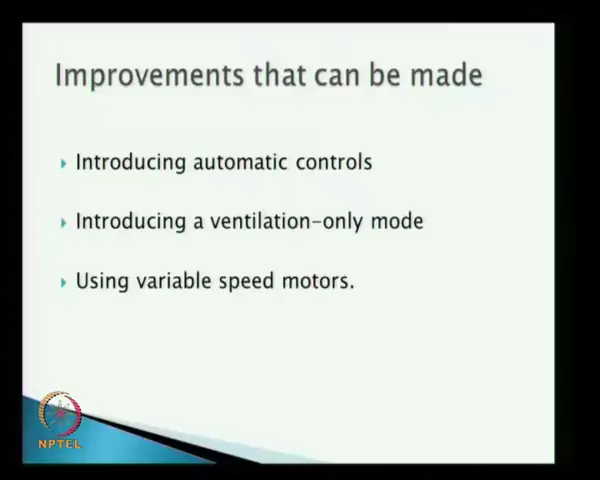 Improvements that can be made
Introducing automatic controls
Introducing a ventilation-only mode
Using variable speed motors.
NPTEL